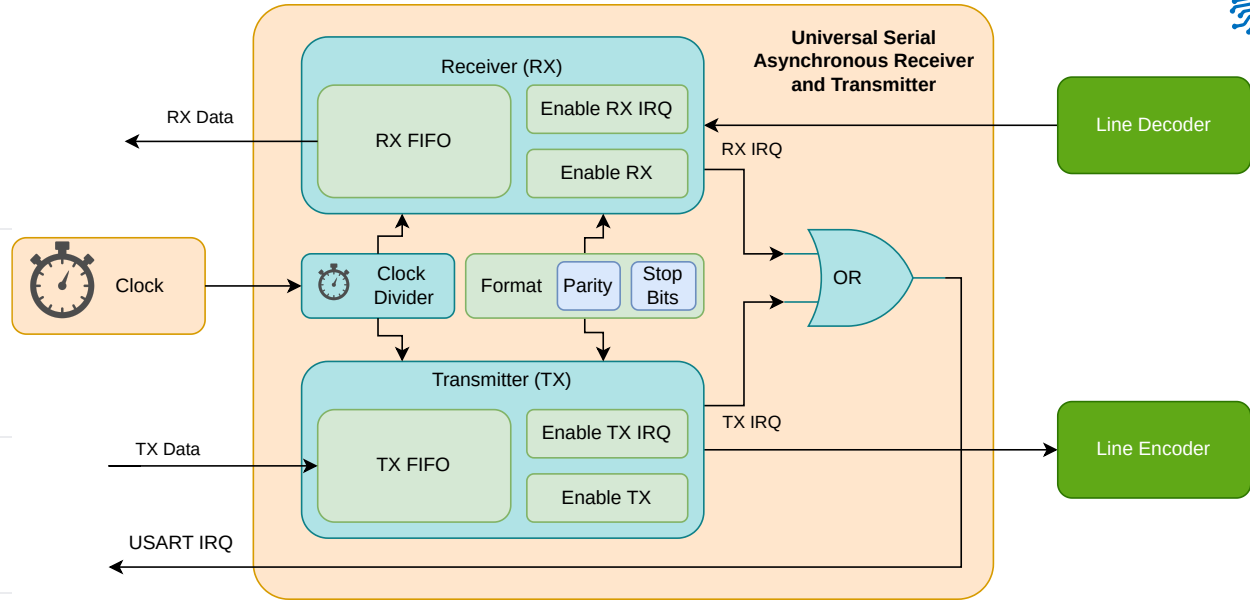 Universal Serial
Asynchronous Receiver
and Transmitter
Receiver (RX)
RX Data
RX FIFO
Enable RX IRQ
Enable RX
RX IRQ
Line Decoder
Clock
Clock
Divider
Format
Parity
Stop
Bits
OR
Transmitter (TX)
TX Data
TX FIFO
Enable TX IRQ
Enable TX
TX IRQ
Line Encoder
USART IRQ